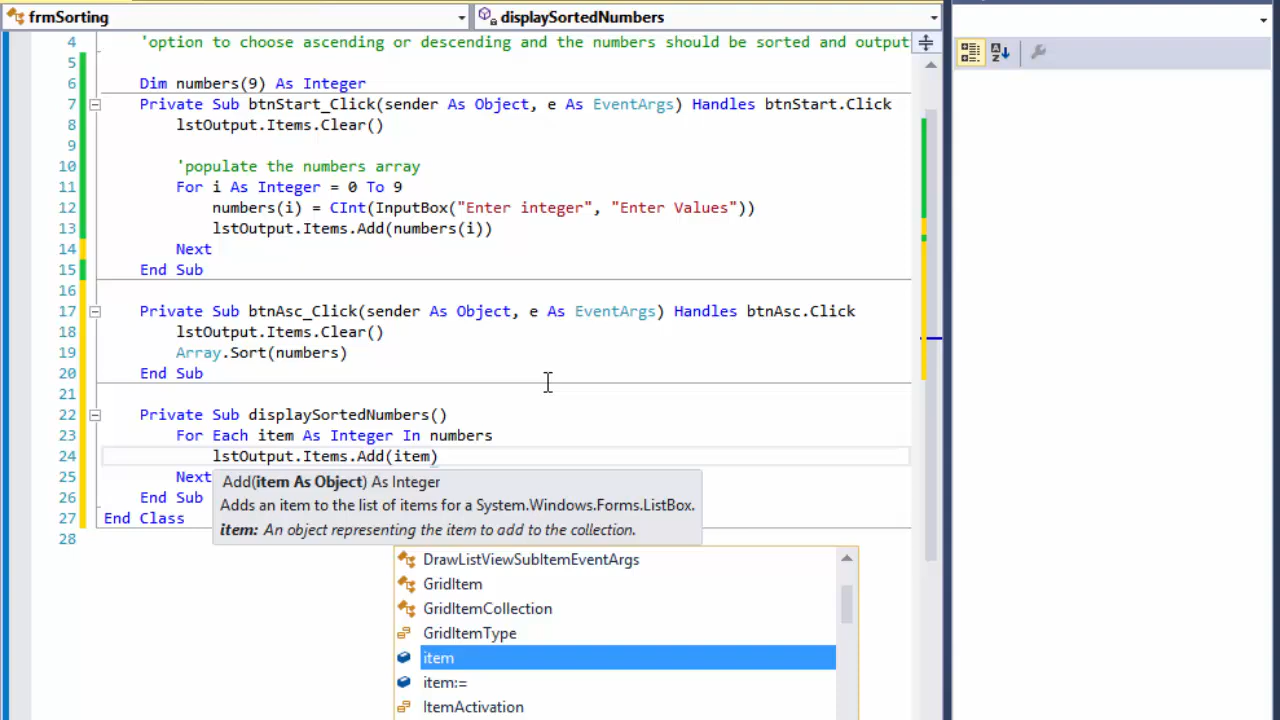 frmSorting displaySortedNumbers
4 'option to choose ascending or descending and the numbers should be sorted and output
5
6 Dim numbers(9) As Integer
7 Private Sub btnStart_Click(sender As Object, e As EventArgs) Handles btnStart.Click
8 lstOutput.Items.Clear()
9
10 'populate the numbers array
11 For i As Integer = 0 To 9
12 numbers(i) = CInt(InputBox("Enter integer", "Enter Values"))
13 lstOutput.Items.Add(numbers(i))
14 Next
15 End Sub
16
17 Private Sub btnAsc_Click(sender As Object, e As EventArgs) Handles btnAsc.Click
18 lstOutput.Items.Clear()
19 Array.Sort(numbers)
20 End Sub
21
22 Private Sub displaySortedNumbers()
23 For Each item As Integer In numbers
24 lstOutput.Items.Add(item)
25 Next
26 End Sub
27 End Class
28
Add(item As Object) As Integer
Adds an item to the list of items for a System.Windows.Forms.ListBox.
item: An object representing the item to add to the collection.
DrawListViewSubItemEventArgs
GridItem
GridItemCollection
GridItemType
item
item:=
ItemActivation